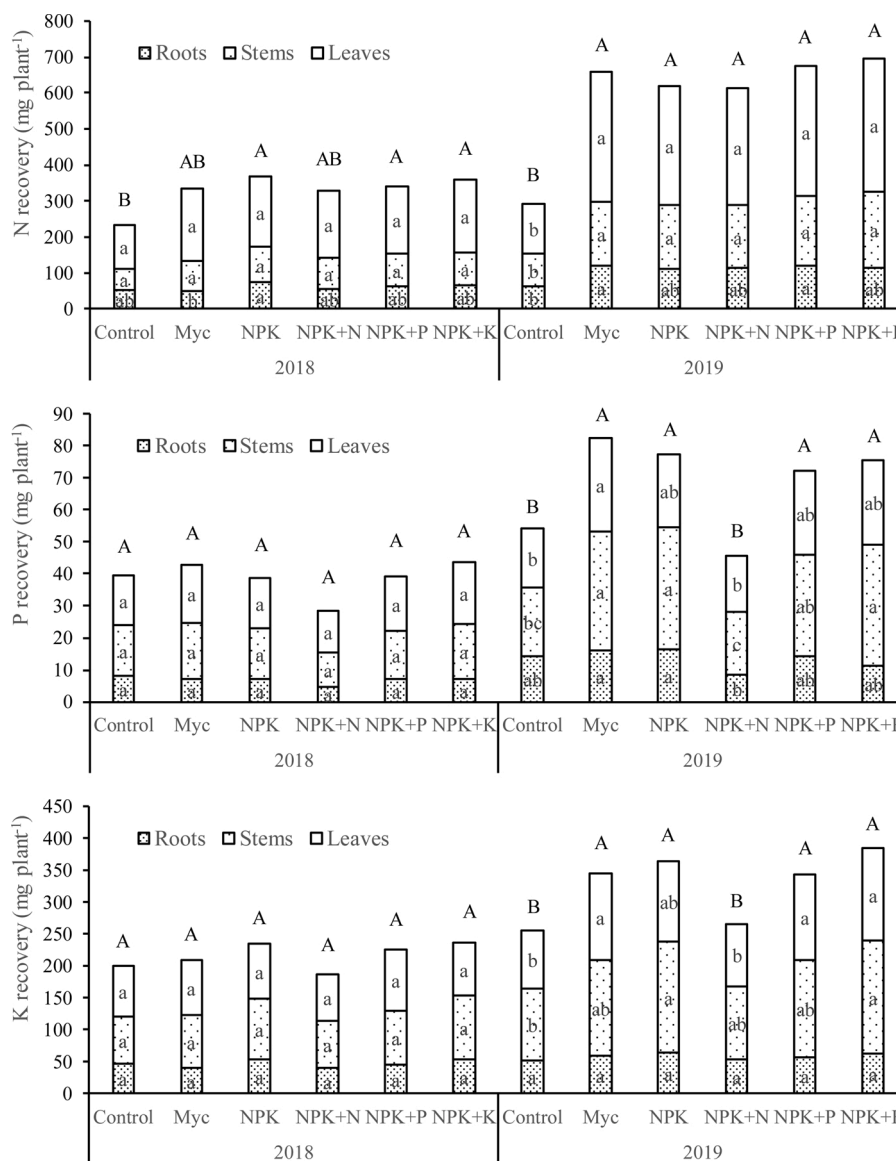 N recovery (mg plant-1)
800
700
600
500
400
300
200
100
0
Roots Stems Leaves
B AB A AB A A B A A A A A
a a a a a a b a a a a a
a a a a a a b a a a a a
ab b a ab ab ab b a ab ab a ab
Control Myc NPK NPK+N NPK+P NPK+K Control Myc NPK NPK+N NPK+P NPK+K
2018 2019
P recovery (mg plant-1)
90
80
70
60
50
40
30
20
10
0
Roots Stems Leaves
A A A A A A B A A B A A
a a a a a a b a ab b ab ab
a a a a a a bc a a c ab a
a a a a a a ab a a b ab ab
Control Myc NPK NPK+N NPK+P NPK+K Control Myc NPK NPK+N NPK+P NPK+K
2018 2019
K recovery (mg plant-1)
450
400
350
300
250
200
150
100
50
0
Roots Stems Leaves
A A A A A A B A A B A A
a a a a a a b a ab b a a
a a a a a a b ab a ab ab a
a a a a a a a a a a a a
Control Myc NPK NPK+N NPK+P NPK+K Control Myc NPK NPK+N NPK+P NPK+K
2018 2019